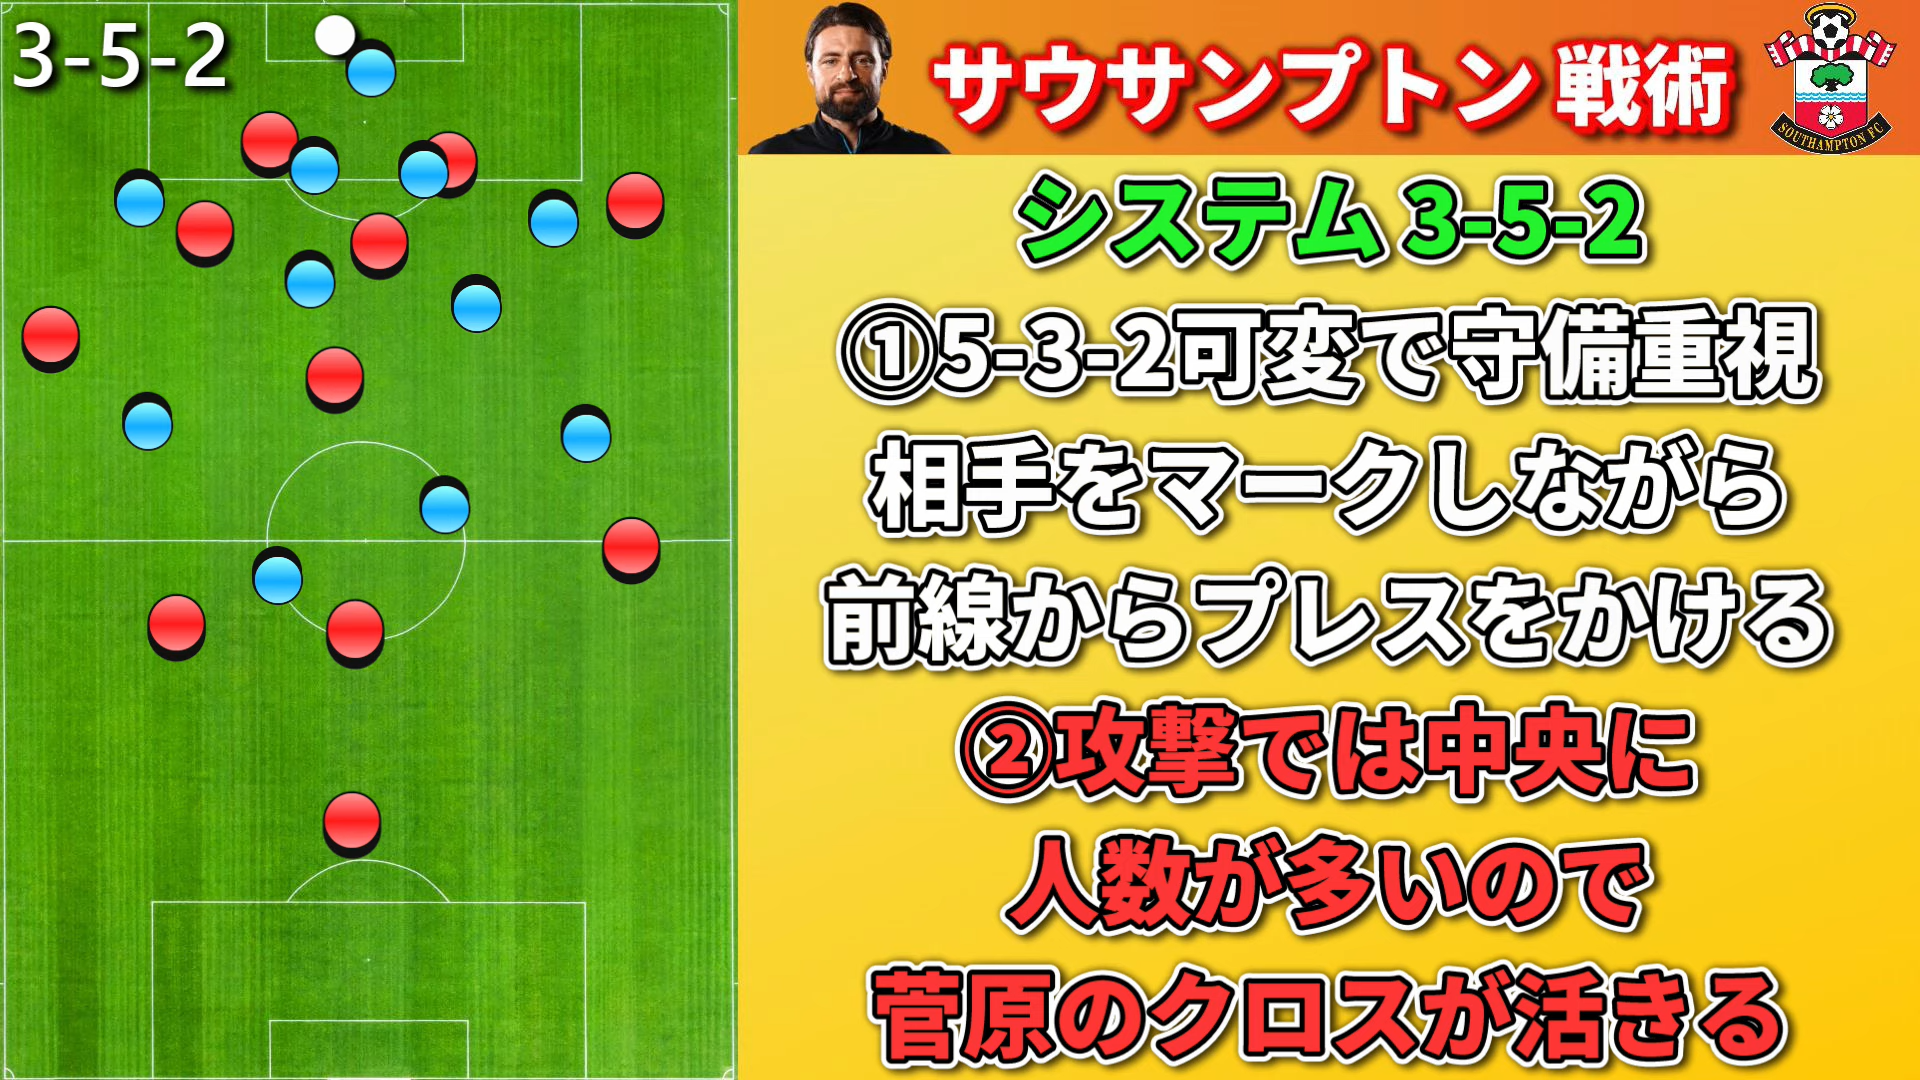 3-5-2
サウサンプトン 戦術
SOUTHAMPTON FC
システム 3-5-2
①5-3-2可変で守備重視
相手をマークしながら
前線からプレスをかける
②攻撃では中央に
人数が多いので
菅原のクロスが活きる